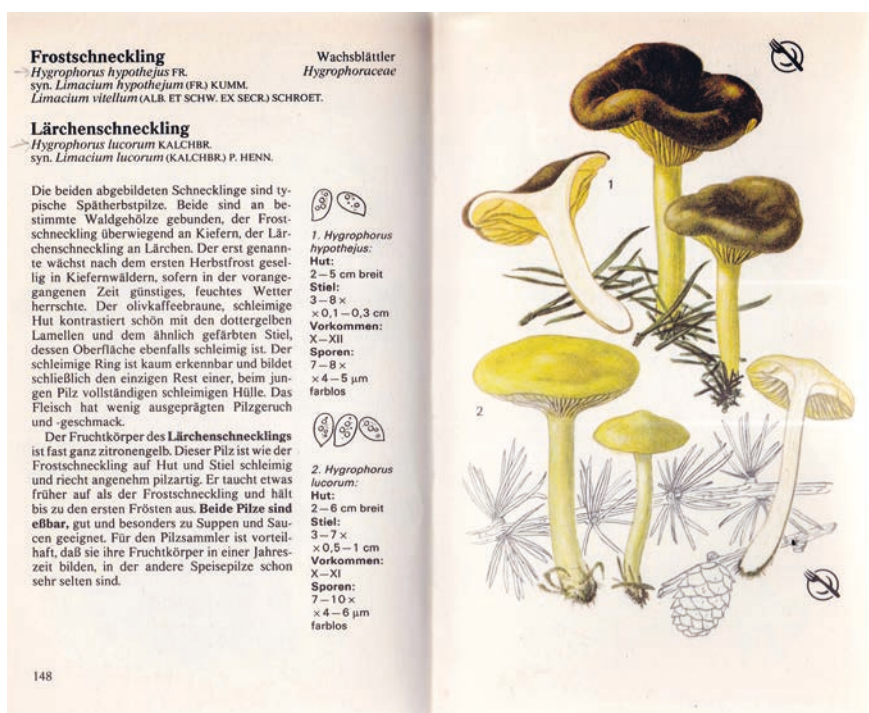 Frostschneckling
Wachsblättler
Hygrophorus hypothejus FR.
Hygrophoraceae
syn. Limacium hypothejum (FR.) KUMM.
Limacium vitellum (ALB. ET SCHW. EX SECR.) SCHROET.
Lärchenschneckling
Hygrophorus lucorum KALCHBR.
syn. Limacium lucorum (KALCHBR.) P. HENN.
Die beiden abgebildeten Schnecklinge sind ty-
pische Spätherbstpilze. Beide sind an be-
stimmte Waldgehölze gebunden, der Frost-
schneckling überwiegend an Kiefern, der Lär-
chenschneckling an Lärchen. Der erst genann-
te wächst nach dem ersten Herbstfrost gesel-
lig in Kiefernwäldern, sofern in der vorange-
gangenen Zeit günstiges, feuchtes Wetter
herrschte. Der olivkaffeebraune, schleimige
Hut kontrastiert schön mit den dottergelben
Lamellen und dem ähnlich gefärbten Stiel,
dessen Oberfläche ebenfalls schleimig ist. Der
schleimige Ring ist kaum erkennbar und bildet
schließlich den einzigen Rest einer, beim jun-
gen Pilz vollständigen schleimigen Hülle. Das
Fleisch hat wenig ausgeprägten Pilzgeruch
und -geschmack.
Der Fruchtkörper des Lärchenschnecklings
ist fast ganz zitronengelb. Dieser Pilz ist wie der
Frostschneckling auf Hut und Stiel schleimig
und riecht angenehm pilzartig. Er taucht etwas
früher auf als der Frostschneckling und hält
bis zu den ersten Frösten aus. Beide Pilze sind
eßbar, gut und besonders zu Suppen und Sau-
cen geeignet. Für den Pilzsammler ist vorteil-
haft, daß sie ihre Fruchtkörper in einer Jahres-
zeit bilden, in der andere Speisepilze schon
sehr selten sind.
1. Hygrophorus
hypothejus:
Hut:
2–5 cm breit
Stiel:
3–8 ×
×0,1–0,3 cm
Vorkommen:
X–XII
Sporen:
7–8 ×
×4–5 µm
farblos
2. Hygrophorus
lucorum:
Hut:
2–6 cm breit
Stiel:
3–7 ×
×0,5–1 cm
Vorkommen:
X–XI
Sporen:
7–10 ×
×4–6 µm
farblos
148
1
2